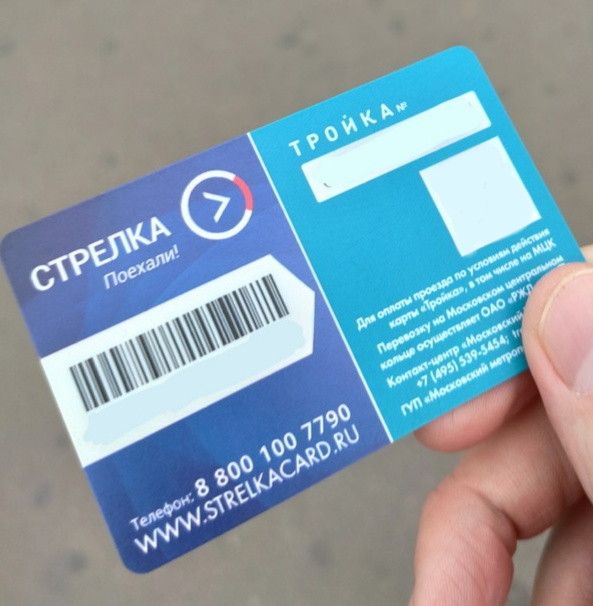 СТРЕЛКА
Поехали!
Телефон: 8 800 100 7790
WWW.STRELKACARD.RU
ТРОЙКА №
Для оплаты проезда по условиям действия
карты «Тройка», в том числе на МЦК
Перевозку на Московском центральном
кольце осуществляет ОАО «РЖД
Контакт-центр «Московский
+7 (495) 539-5454,
ГУП «Московский метроп